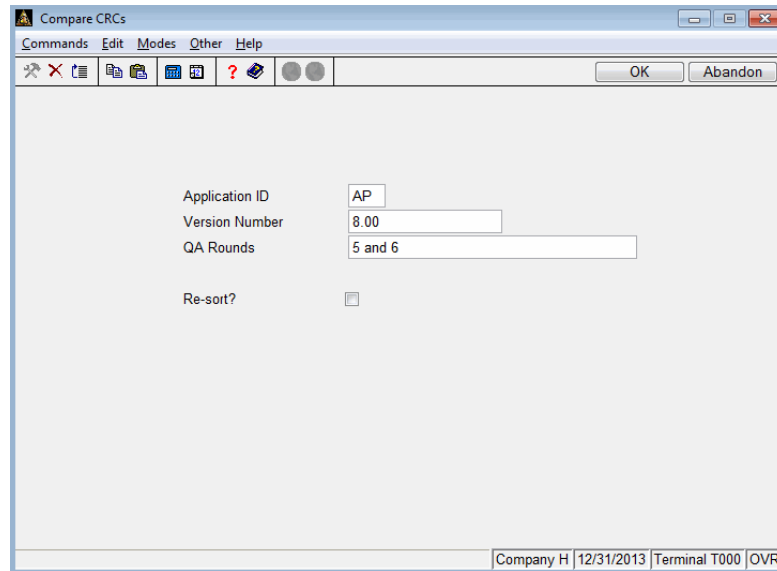 Compare CRCs
Commands Edit Modes Other Help
OK Abandon
Application ID AP
Version Number 8.00
QA Rounds 5 and 6
Re-sort?
Company H 12/31/2013 Terminal T000 OVR